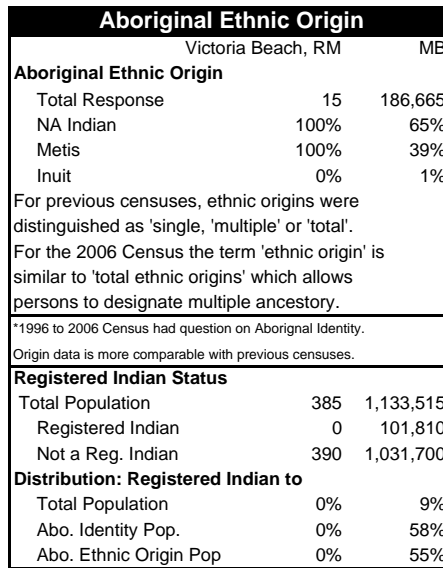 Aboriginal Ethnic Origin
Victoria Beach, RM MB
Aboriginal Ethnic Origin
Total Response 15 186,665
NA Indian 100% 65%
Metis 100% 39%
Inuit 0% 1%
For previous censuses, ethnic origins were
distinguished as 'single, 'multiple' or 'total'.
For the 2006 Census the term 'ethnic origin' is
similar to 'total ethnic origins' which allows
persons to designate multiple ancestory.
*1996 to 2006 Census had question on Aborignal Identity.
Origin data is more comparable with previous censuses.
Registered Indian Status
Total Population 385 1,133,515
Registered Indian 0 101,810
Not a Reg. Indian 390 1,031,700
Distribution: Registered Indian to
Total Population 0% 9%
Abo. Identity Pop. 0% 58%
Abo. Ethnic Origin Pop 0% 55%